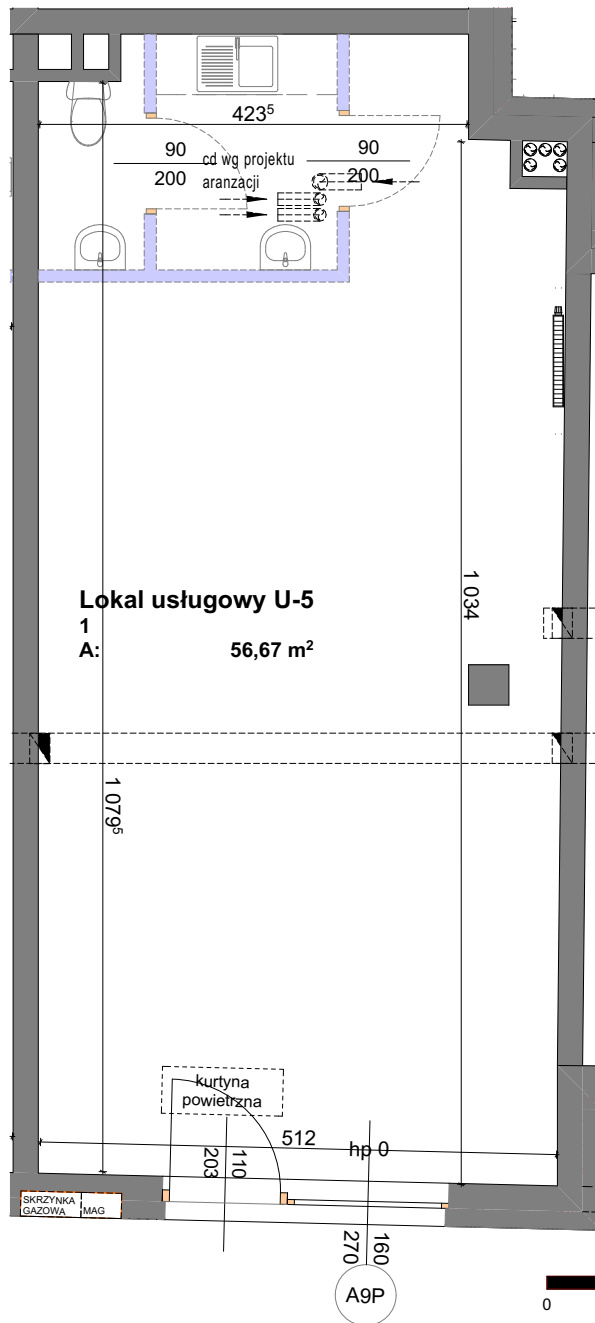 423⁵
90
200
cd wg projektu
aranzacji
90
200
Lokal usługowy U-5
1
A: 56,67 m²
1 034
1 079⁵
kurtyna
powietrzna
512
hp 0
110
203
SKRZYNKA
GAZOWA
MAG
160
270
A9P
0